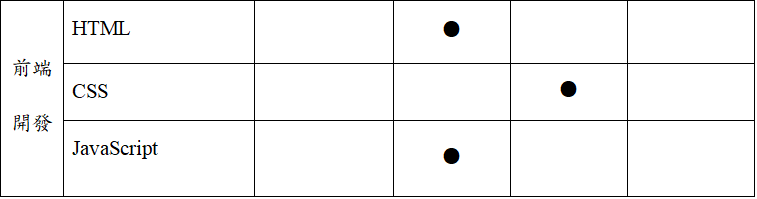 前端
開發
HTML
●
CSS
●
JavaScript
●